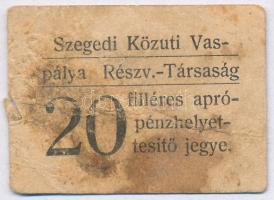 Szegedi Közuti Vas-
pálya Részv.-Társaság
20 filléres apró-
pénzhelyet-
tesitő jegye.